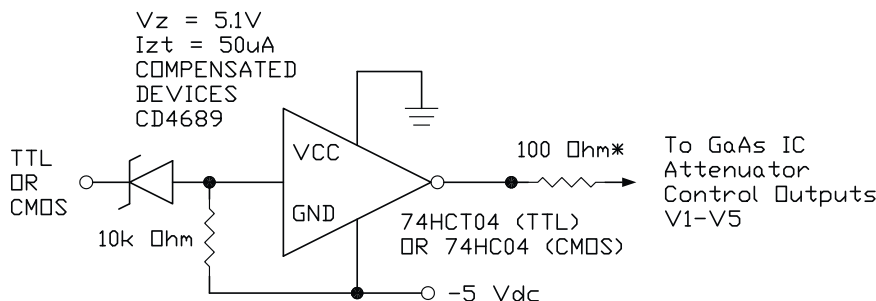 Vz = 5.1V
Izt = 50uA
COMPENSATED
DEVICES
CD4689
TTL
OR
CMOS
10k Ohm
VCC
GND
74HCT04 (TTL)
OR 74HC04 (CMOS)
-5 Vdc
100 Ohm*
To GaAs IC
Attenuator
Control Outputs
V1-V5